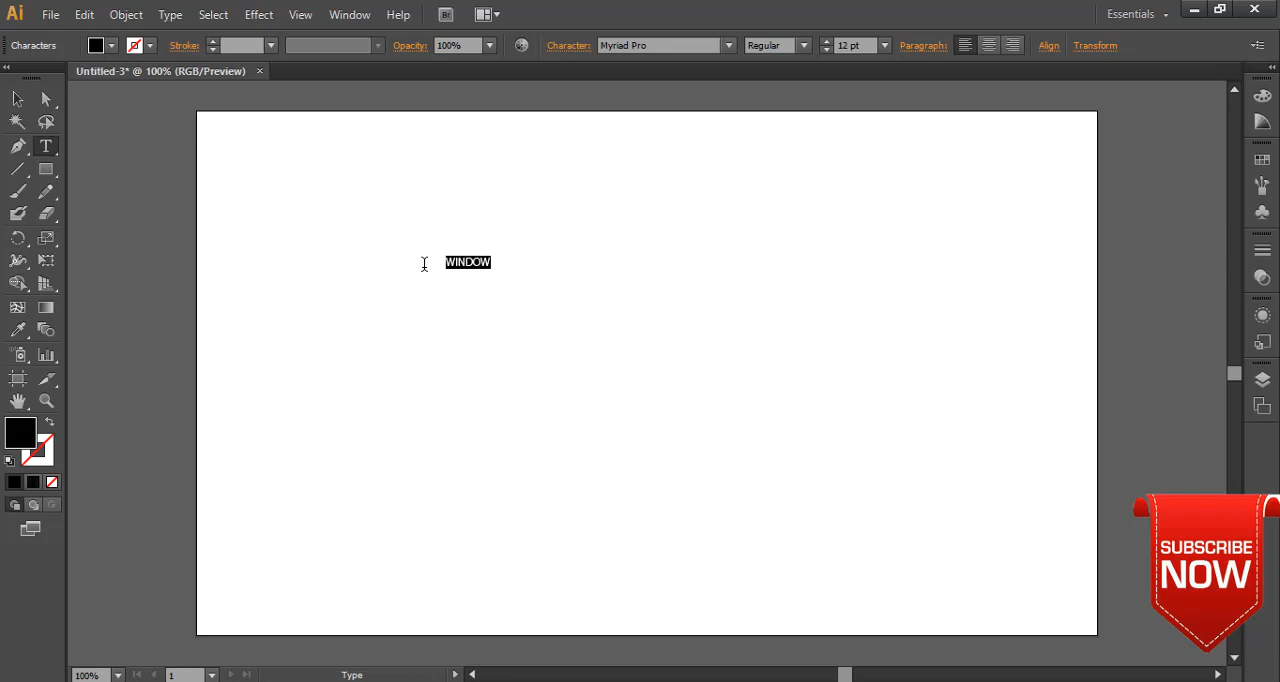 Ai File Edit Object Type Select Effect View Window Help Br Essentials
Characters Stroke: Opacity: 100% Character: Myriad Pro Regular 12 pt Paragraph: Align Transform
Untitled-3* @ 100% (RGB/Preview) ×
T
WINDOW
SUBSCRIBE
NOW
100% 1 Type